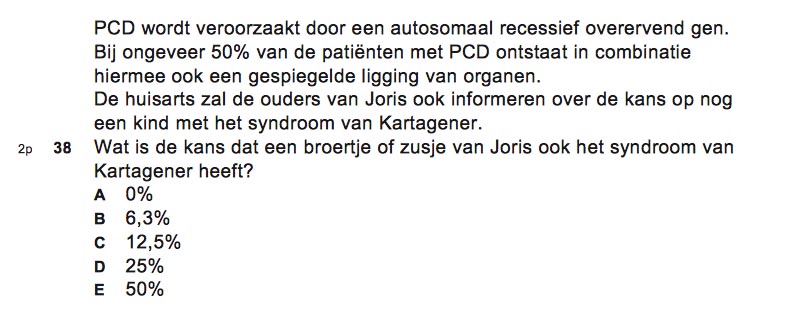 PCD wordt veroorzaakt door een autosomaal recessief overervend gen.
Bij ongeveer 50% van de patiënten met PCD ontstaat in combinatie
hiermee ook een gespiegelde ligging van organen.
De huisarts zal de ouders van Joris ook informeren over de kans op nog
een kind met het syndroom van Kartagener.
2p 38 Wat is de kans dat een broertje of zusje van Joris ook het syndroom van
Kartagener heeft?
A 0%
B 6,3%
C 12,5%
D 25%
E 50%